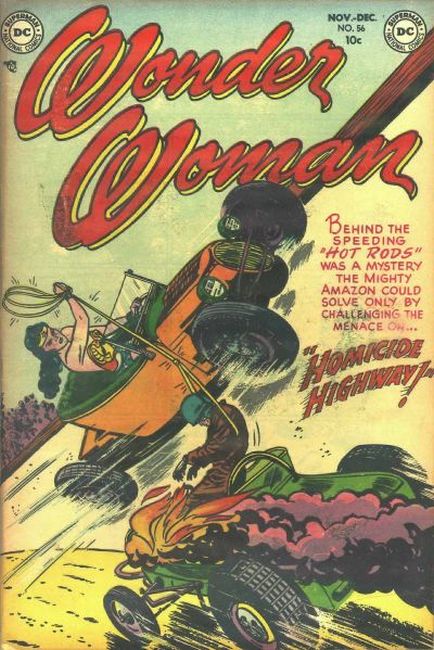 SUPERMAN
DC
NATIONAL COMICS
NOV.-DEC.
NO. 56
10¢
SUPERMAN
DC
NATIONAL COMICS
Wonder
Woman
BEHIND THE
SPEEDING
"HOT RODS"
WAS A MYSTERY
THE MIGHTY
AMAZON COULD
SOLVE ONLY BY
CHALLENGING THE
MENACE ON...
"HOMICIDE
HIGHWAY!"